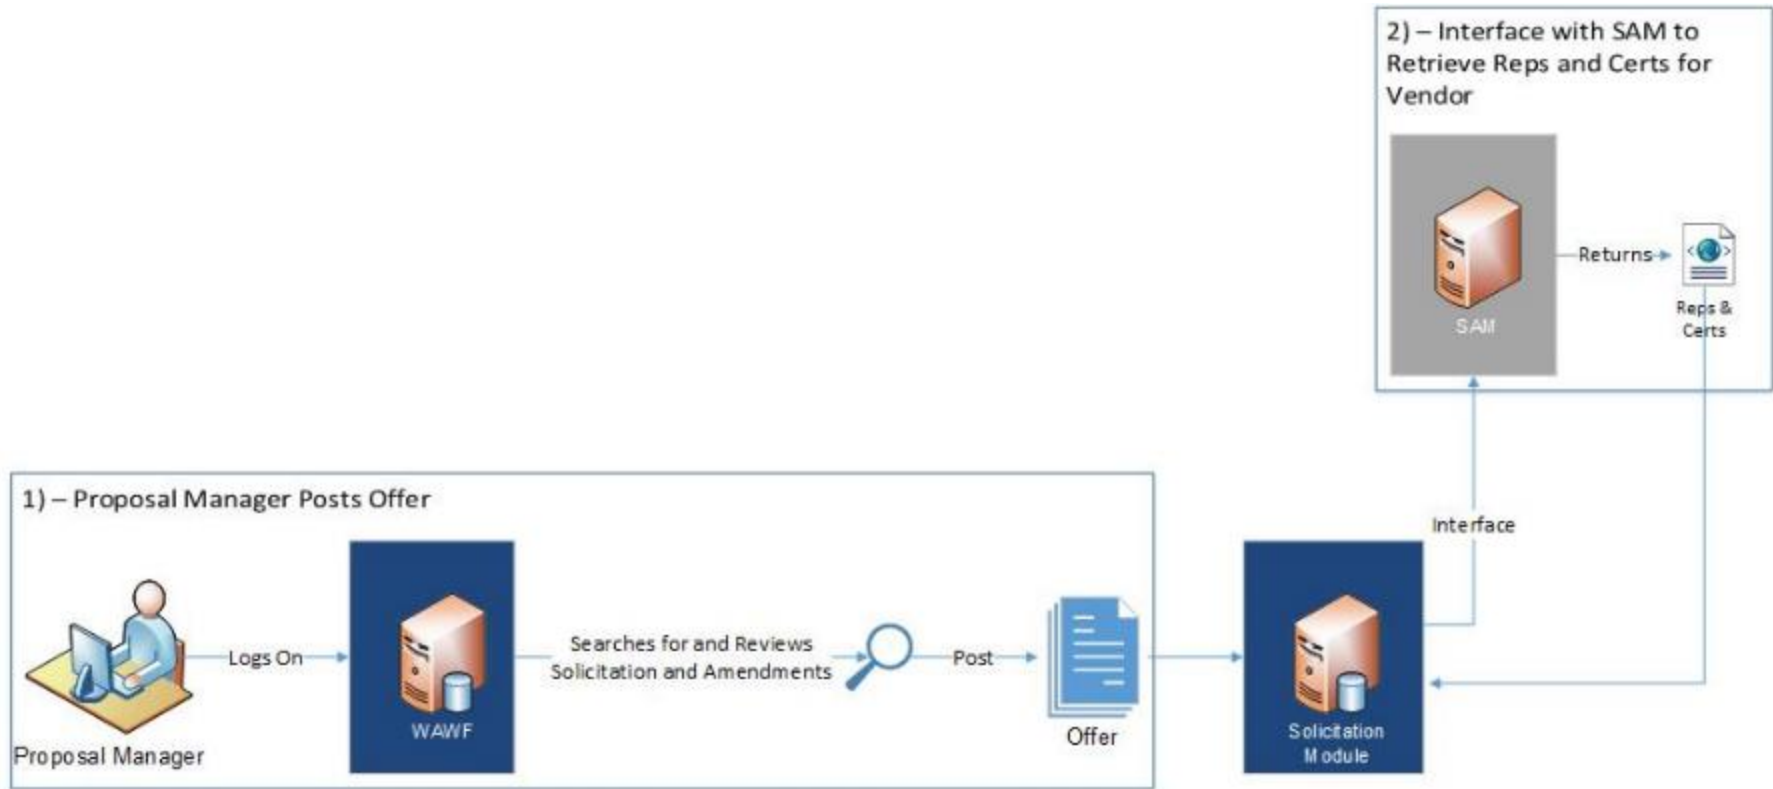 2) – Interface with SAM to
Retrieve Reps and Certs for
Vendor
SAM
Returns
Reps &
Certs
Interface
1) – Proposal Manager Posts Offer
Proposal Manager
Logs On
WAWF
Searches for and Reviews
Solicitation and Amendments
Post
Offer
Solicitation
Module